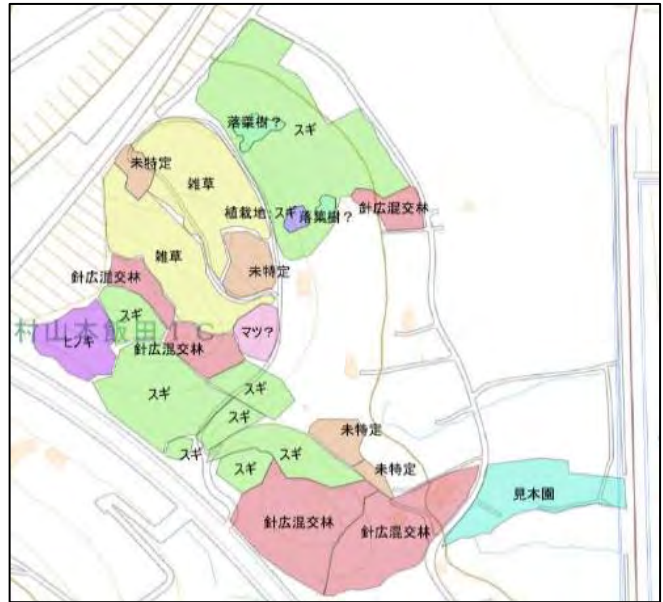 落葉樹?
スギ
未特定
雑草
植栽地:スギ
落葉樹?
針広混交林
未特定
雑草
針広混交林
スギ
村山本飯田IC
ヒノキ
針広混交林
マツ?
スギ
スギ
スギ
未特定
スギ
スギ
スギ
未特定
見本園
針広混交林
針広混交林